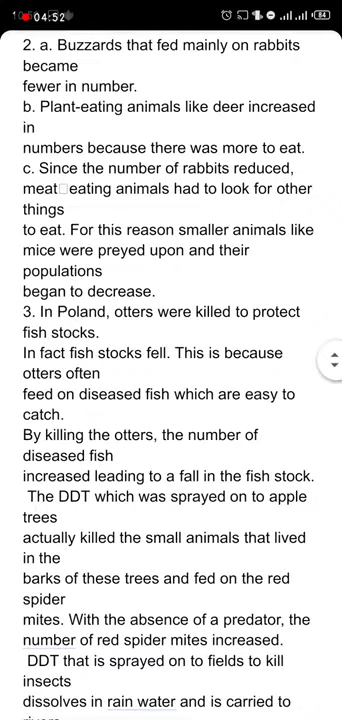 04:52
84
2. a. Buzzards that fed mainly on rabbits
became
fewer in number.
b. Plant-eating animals like deer increased
in
numbers because there was more to eat.
c. Since the number of rabbits reduced,
meat□eating animals had to look for other
things
to eat. For this reason smaller animals like
mice were preyed upon and their
populations
began to decrease.
3. In Poland, otters were killed to protect
fish stocks.
In fact fish stocks fell. This is because
otters often
feed on diseased fish which are easy to
catch.
By killing the otters, the number of
diseased fish
increased leading to a fall in the fish stock.
The DDT which was sprayed on to apple
trees
actually killed the small animals that lived
in the
barks of these trees and fed on the red
spider
mites. With the absence of a predator, the
number of red spider mites increased.
DDT that is sprayed on to fields to kill
insects
dissolves in rain water and is carried to
rivers